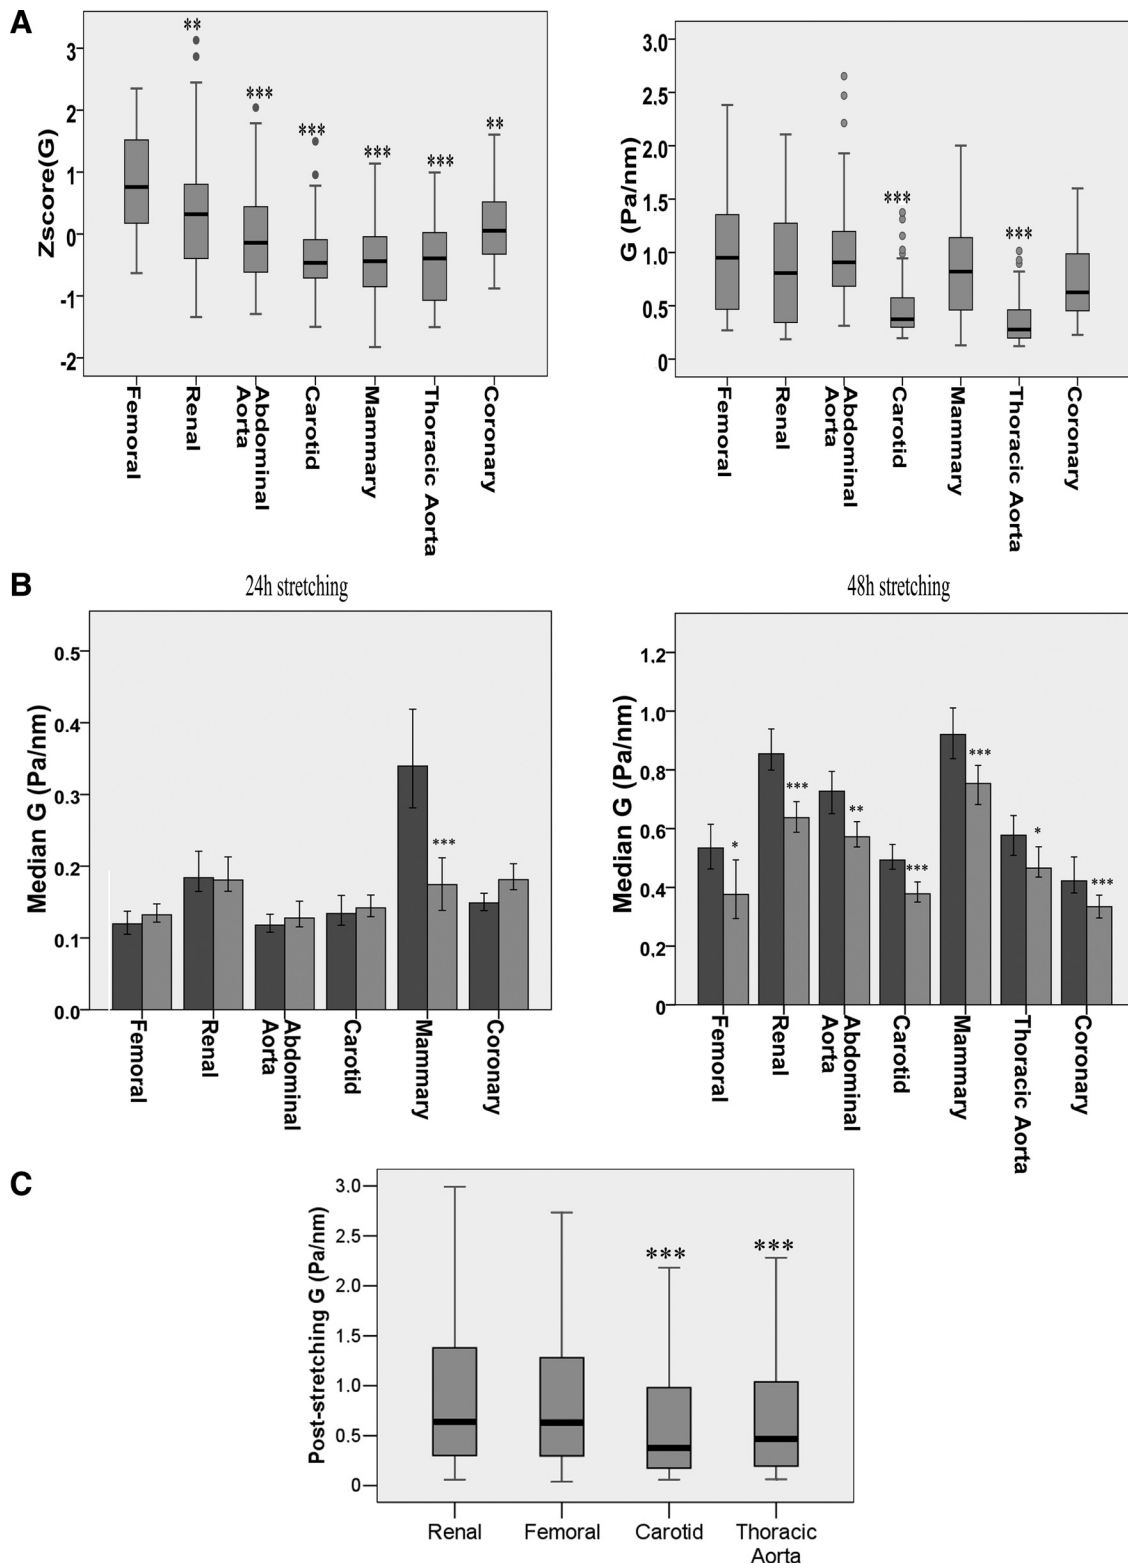 A
Zscore(G)
3
2
1
0
-1
-2
**
***
***
***
***
**
Femoral
Renal
Abdominal
Aorta
Carotid
Mammary
Thoracic Aorta
Coronary
G (Pa/nm)
3.0
2.5
2.0
1.5
1.0
0.5
0
***
***
Femoral
Renal
Abdominal
Aorta
Carotid
Mammary
Thoracic Aorta
Coronary
B
24h stretching
Median G (Pa/nm)
0.5
0.4
0.3
0.2
0.1
0.0
***
Femoral
Renal
Abdominal
Aorta
Carotid
Mammary
Coronary
48h stretching
Median G (Pa/nm)
1.2
1.0
0.8
0.6
0.4
0.2
0
*
***
**
***
***
*
***
Femoral
Renal
Abdominal
Aorta
Carotid
Mammary
Thoracic Aorta
Coronary
C
Post-stretching G (Pa/nm)
3.0
2.5
2.0
1.5
1.0
0.5
0
***
***
Renal
Femoral
Carotid
Thoracic
Aorta